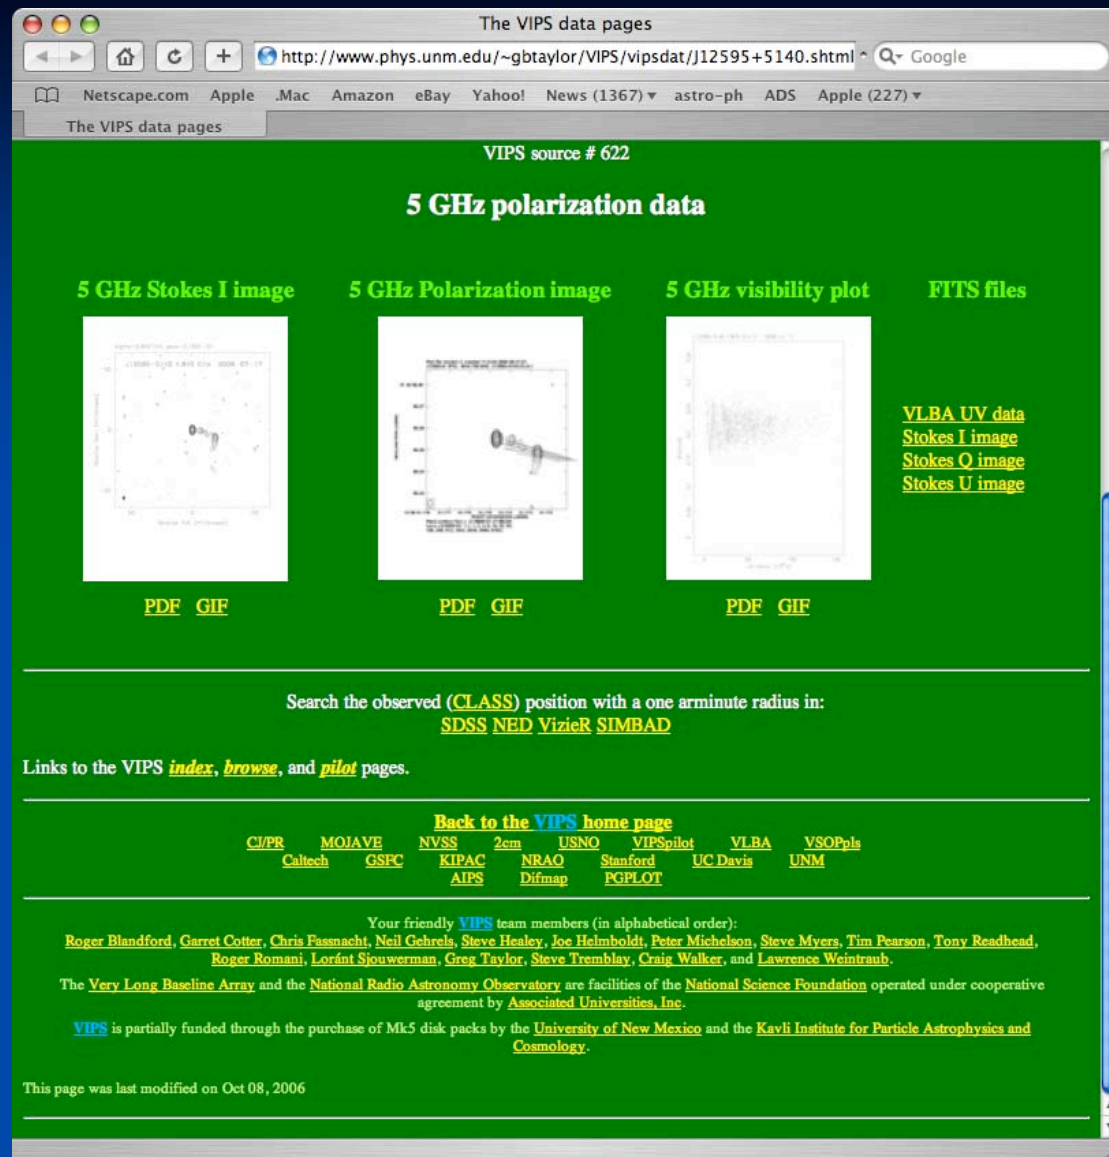 The VIPS data pages
http://www.phys.unm.edu/~gbtaylor/VIPS/vipsdat/J12595+5140.shtml
Google
Netscape.com Apple .Mac Amazon eBay Yahoo! News (1367) ▾ astro-ph ADS Apple (227) ▾
The VIPS data pages
VIPS source # 622
5 GHz polarization data
5 GHz Stokes I image 5 GHz Polarization image 5 GHz visibility plot FITS files
VLBA UV data
Stokes I image
Stokes Q image
Stokes U image
PDF GIF PDF GIF PDF GIF
Search the observed (CLASS) position with a one arminute radius in:
SDSS NED VizieR SIMBAD
Links to the VIPS index, browse, and pilot pages.
Back to the VIPS home page
CJ/PR MOJAVE NVSS 2cm USNO VIPSpilot VLBA VSOPpls
Caltech GSFC KIPAC NRAO Stanford UC Davis UNM
AIPS Difmap PGPLOT
Your friendly VIPS team members (in alphabetical order):
Roger Blandford, Garret Cotter, Chris Fassnacht, Neil Gehrels, Steve Healey, Joe Helmboldt, Peter Michelson, Steve Myers, Tim Pearson, Tony Readhead,
Roger Romani, Loránt Sjouwerman, Greg Taylor, Steve Tremblay, Craig Walker, and Lawrence Weintraub.
The Very Long Baseline Array and the National Radio Astronomy Observatory are facilities of the National Science Foundation operated under cooperative
agreement by Associated Universities, Inc.
VIPS is partially funded through the purchase of Mk5 disk packs by the University of New Mexico and the Kavli Institute for Particle Astrophysics and
Cosmology.
This page was last modified on Oct 08, 2006